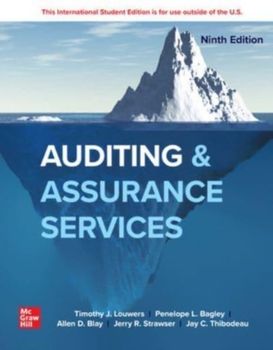 This International Student Edition is for use outside of the U.S.
Ninth Edition
AUDITING &
ASSURANCE
SERVICES
Timothy J. Louwers | Penelope L. Bagley
Allen D. Blay | Jerry R. Strawser | Jay C. Thibodeau
Mc
Graw
Hill